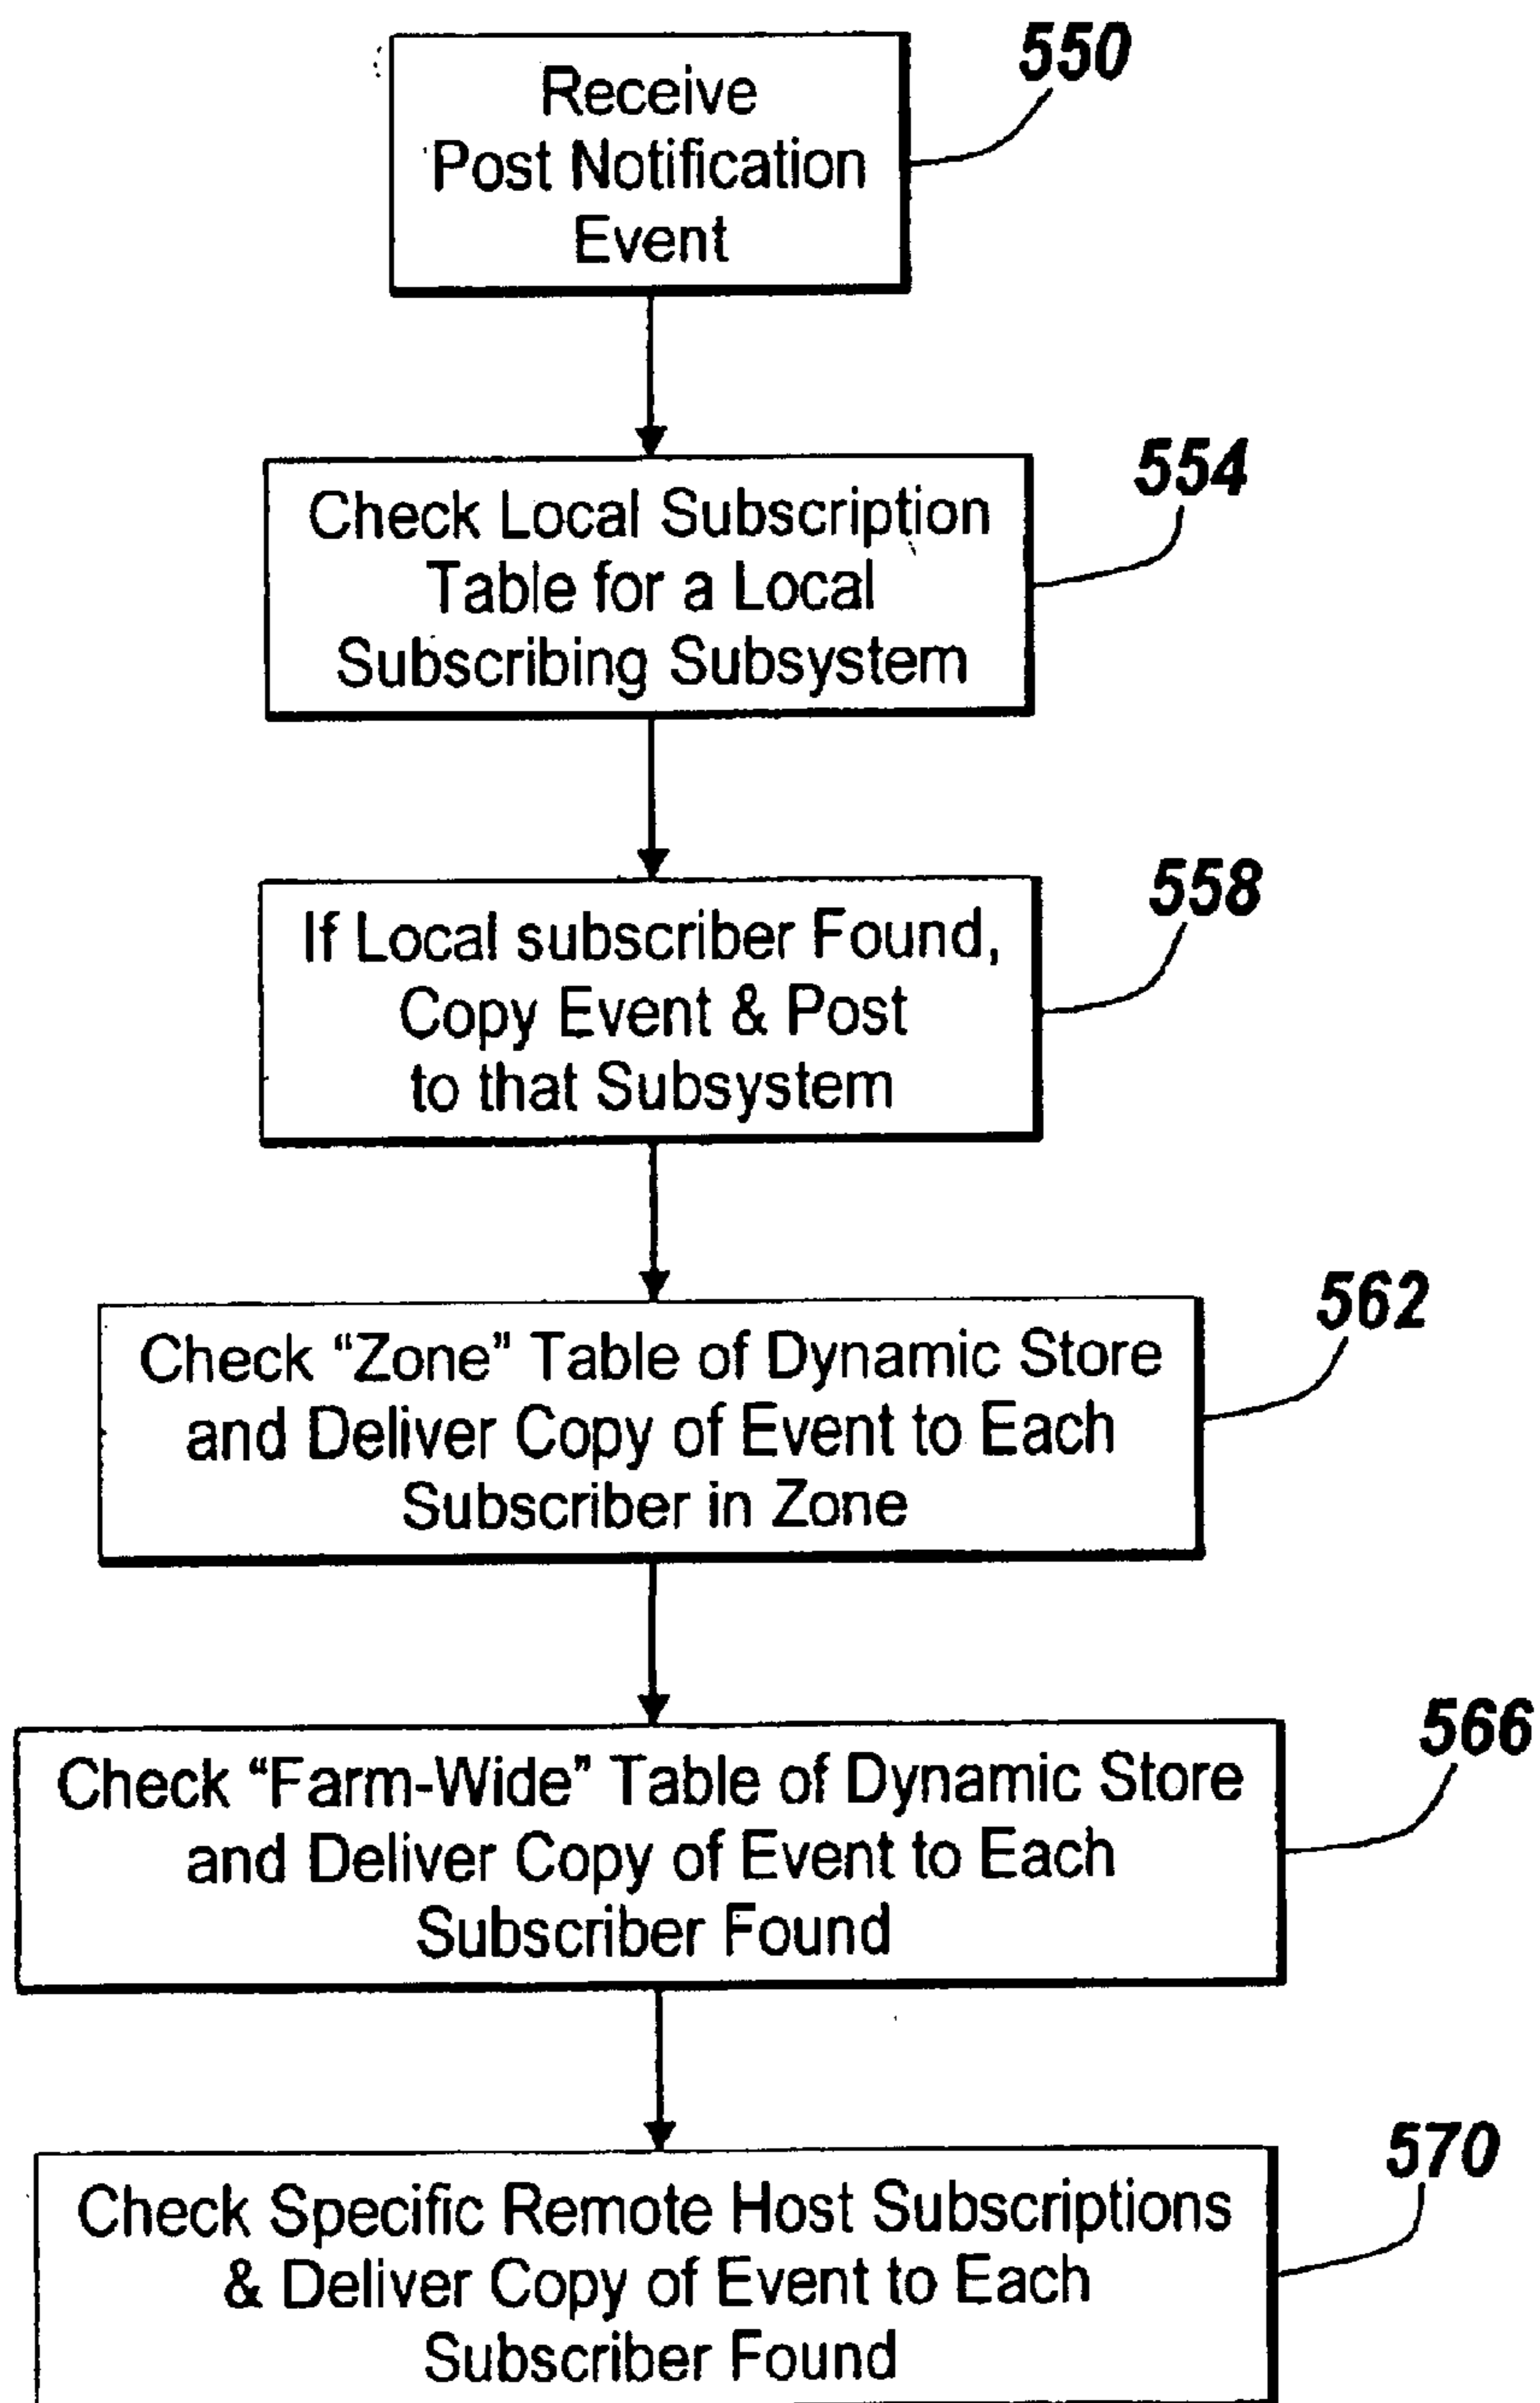 Receive
Post Notification
Event
550
Check Local Subscription
Table for a Local
Subscribing Subsystem
554
If Local subscriber Found,
Copy Event & Post
to that Subsystem
558
Check “Zone” Table of Dynamic Store
and Deliver Copy of Event to Each
Subscriber in Zone
562
Check “Farm-Wide” Table of Dynamic Store
and Deliver Copy of Event to Each
Subscriber Found
566
Check Specific Remote Host Subscriptions
& Deliver Copy of Event to Each
Subscriber Found
570